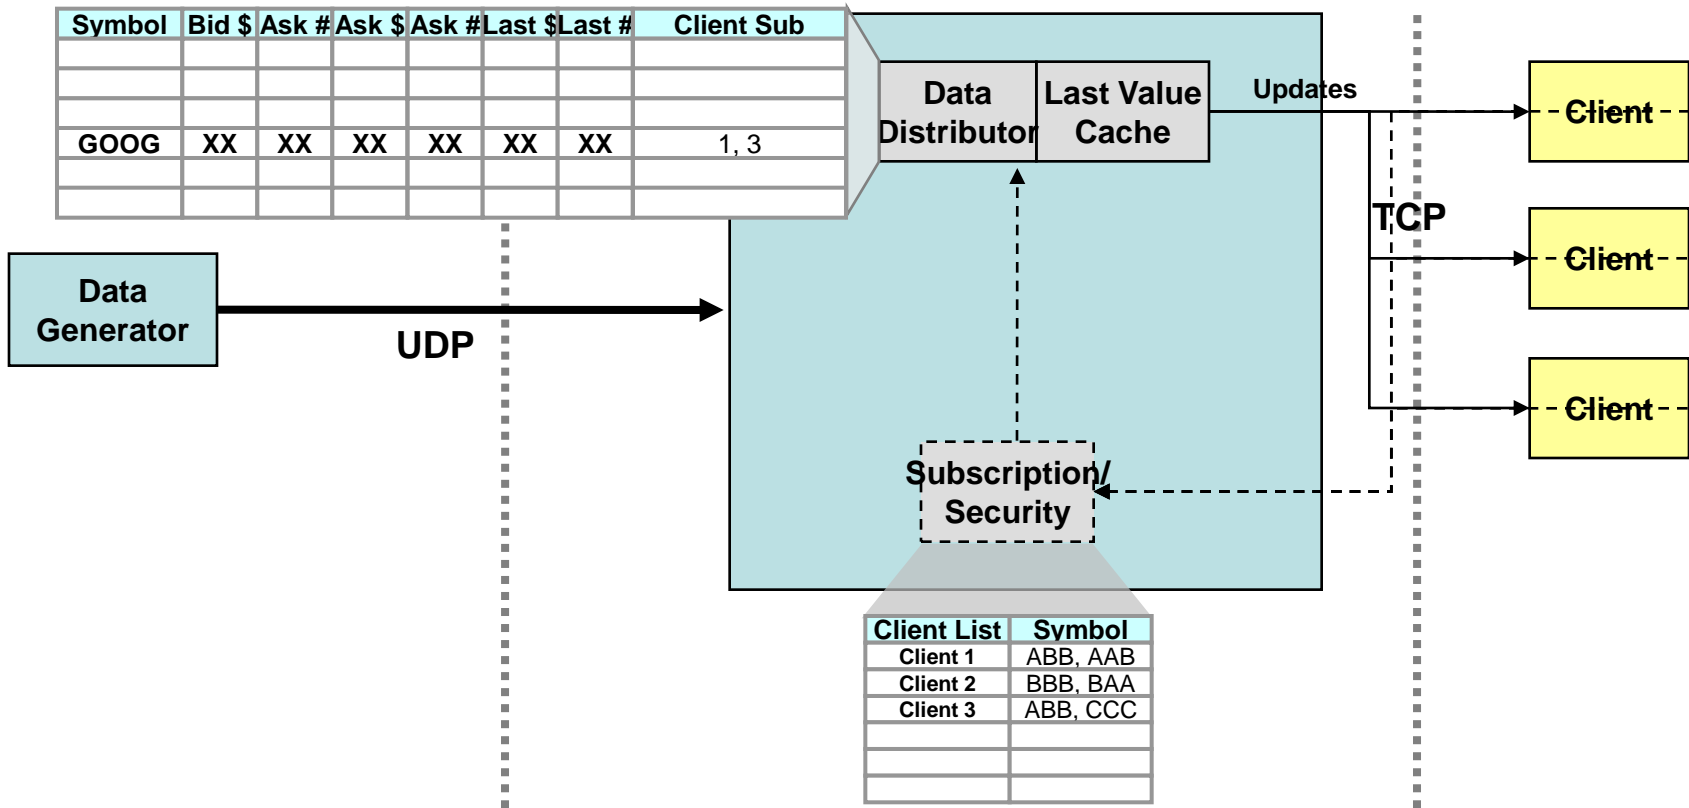 Symbol Bid $ Ask # Ask $ Ask # Last $ Last # Client Sub
GOOG XX XX XX XX XX XX 1, 3
Data
Distributor
Last Value
Cache
Updates
Client
TCP
Client
Data
Generator
UDP
Client
Subscription/
Security
Client List Symbol
Client 1 ABB, AAB
Client 2 BBB, BAA
Client 3 ABB, CCC